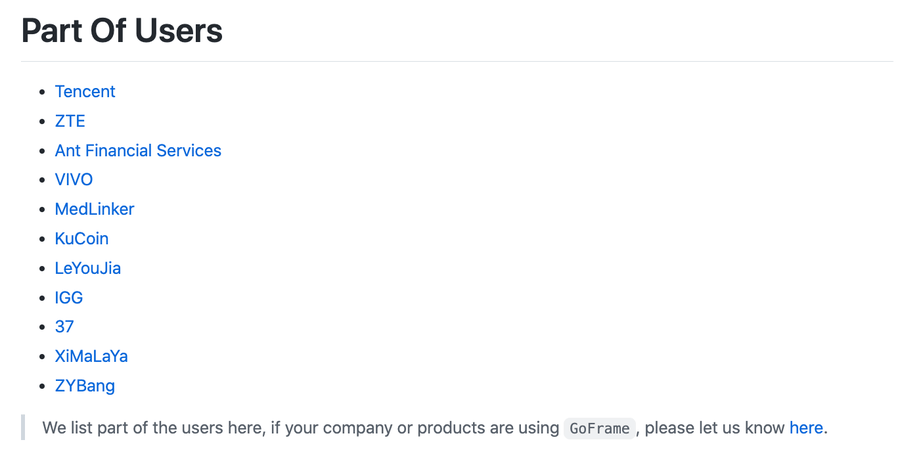 Part Of Users
Tencent
ZTE
Ant Financial Services
VIVO
MedLinker
KuCoin
LeYouJia
IGG
37
XiMaLaYa
ZYBang
We list part of the users here, if your company or products are using GoFrame, please let us know here.